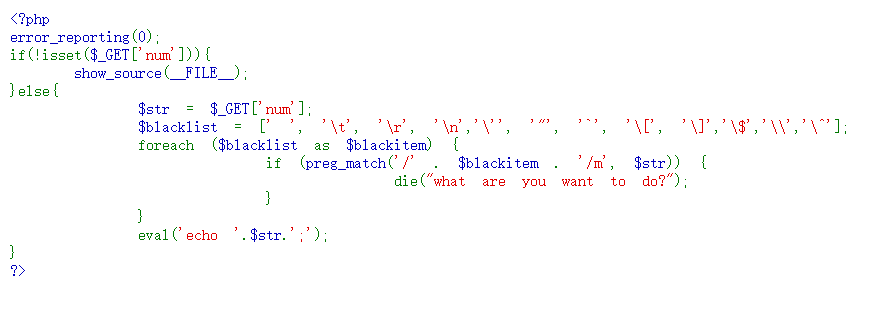 <?php
error_reporting(0);
if(!isset($_GET['num'])){
        show_source(__FILE__);
}else{
                $str = $_GET['num'];
                $blacklist = [' ', '\t', '\r', '\n','\'', '"', '`', '\[', '\]','\$','\\','\^'];
                foreach ($blacklist as $blackitem) {
                                if (preg_match('/' . $blackitem . '/m', $str)) {
                                                die("what are you want to do?");
                                }
                }
                eval('echo '.$str.';');
}
?>